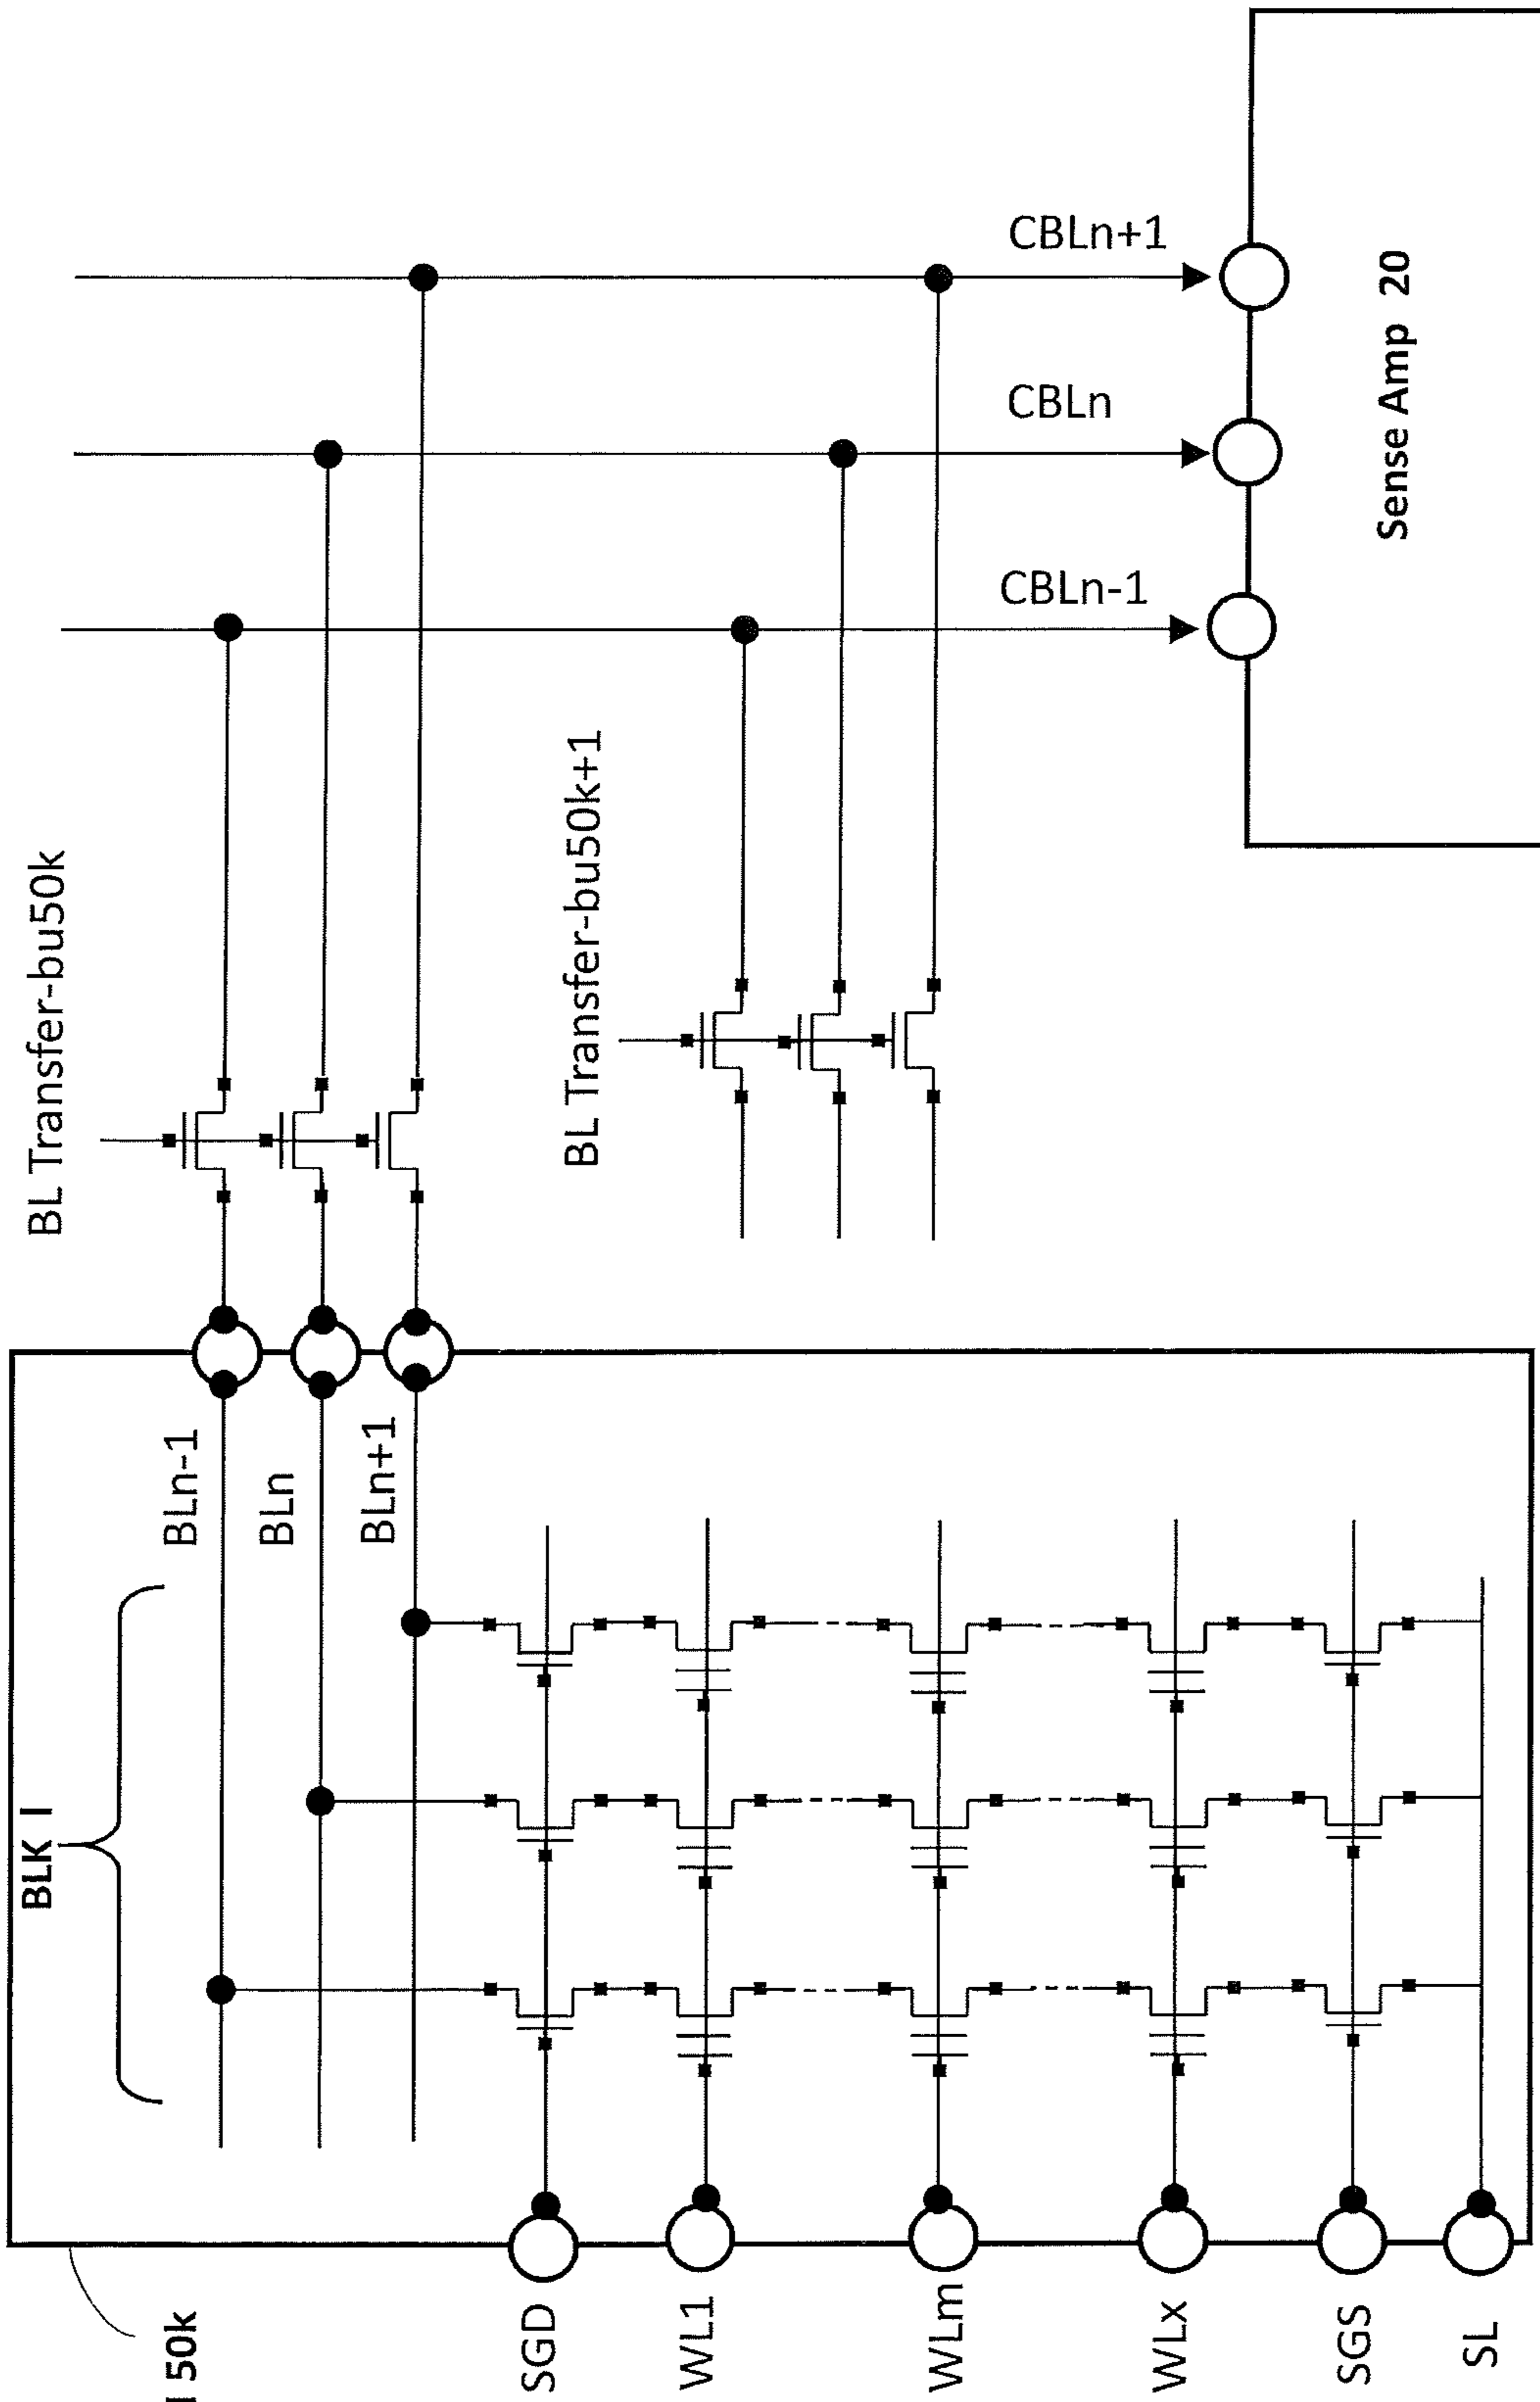 BLK I
50k
BLn-1
BLn
BLn+1
SGD
WL1
WLm
WLx
SGS
SL
BL Transfer-bu50k
BL Transfer-bu50k+1
CBLn-1
CBLn
CBLn+1
Sense Amp 20